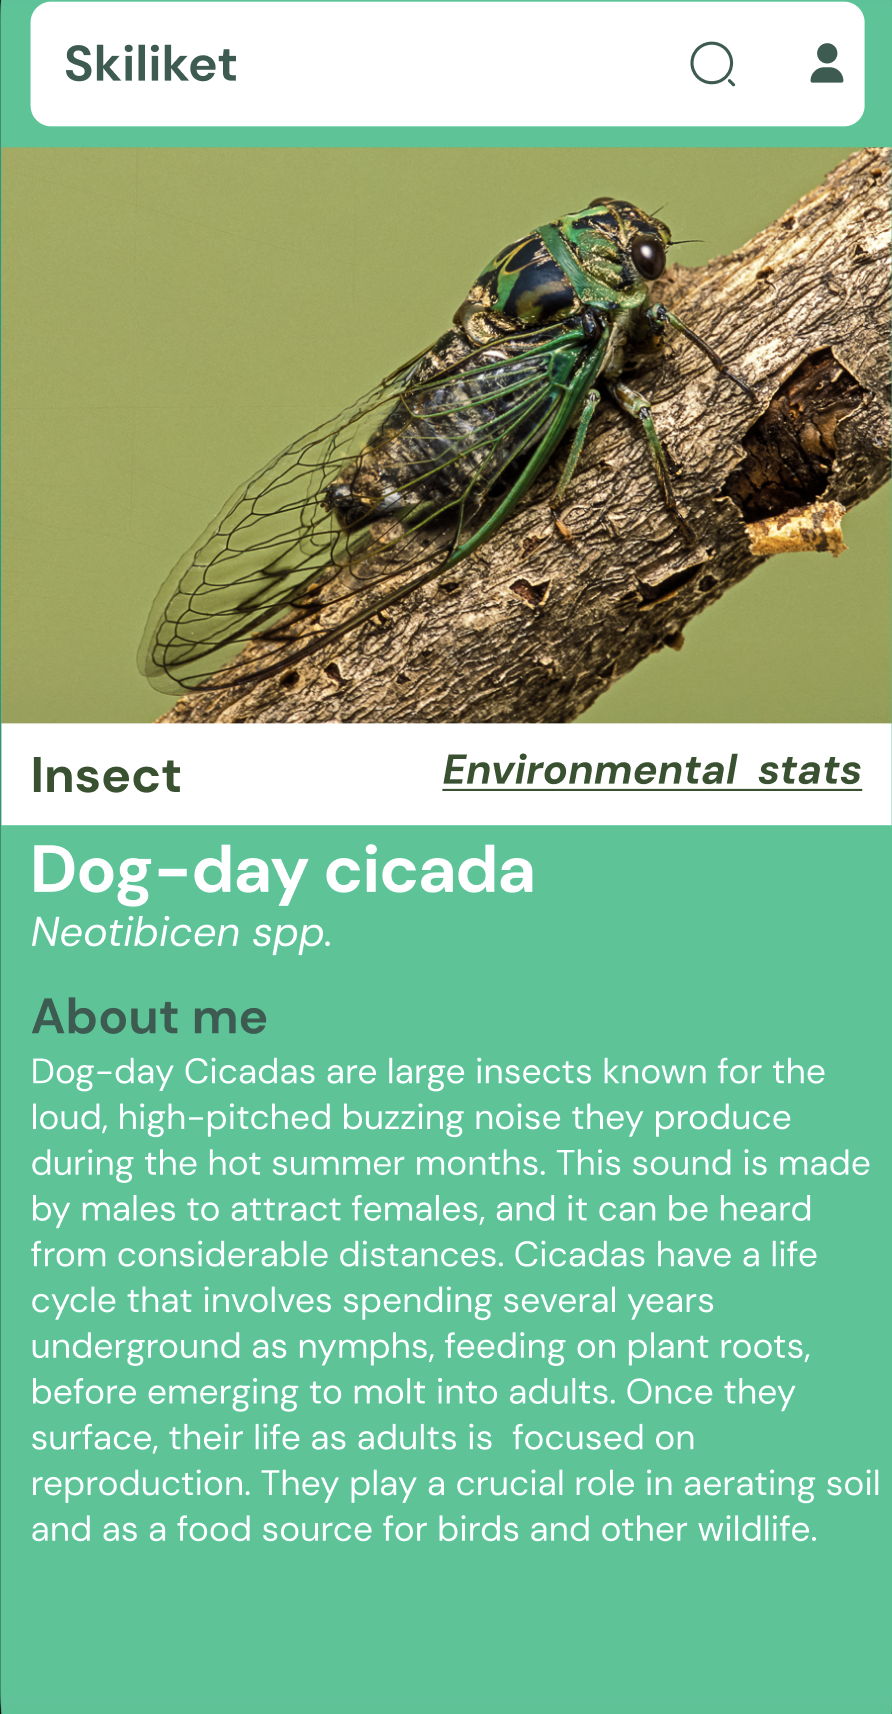 Skiliket
Insect
Environmental  stats
Dog-day cicada
Neotibicen spp.
About me
Dog-day Cicadas are large insects known for the
loud, high-pitched buzzing noise they produce
during the hot summer months. This sound is made
by males to attract females, and it can be heard
from considerable distances. Cicadas have a life
cycle that involves spending several years
underground as nymphs, feeding on plant roots,
before emerging to molt into adults. Once they
surface, their life as adults is  focused on
reproduction. They play a crucial role in aerating soil
and as a food source for birds and other wildlife.